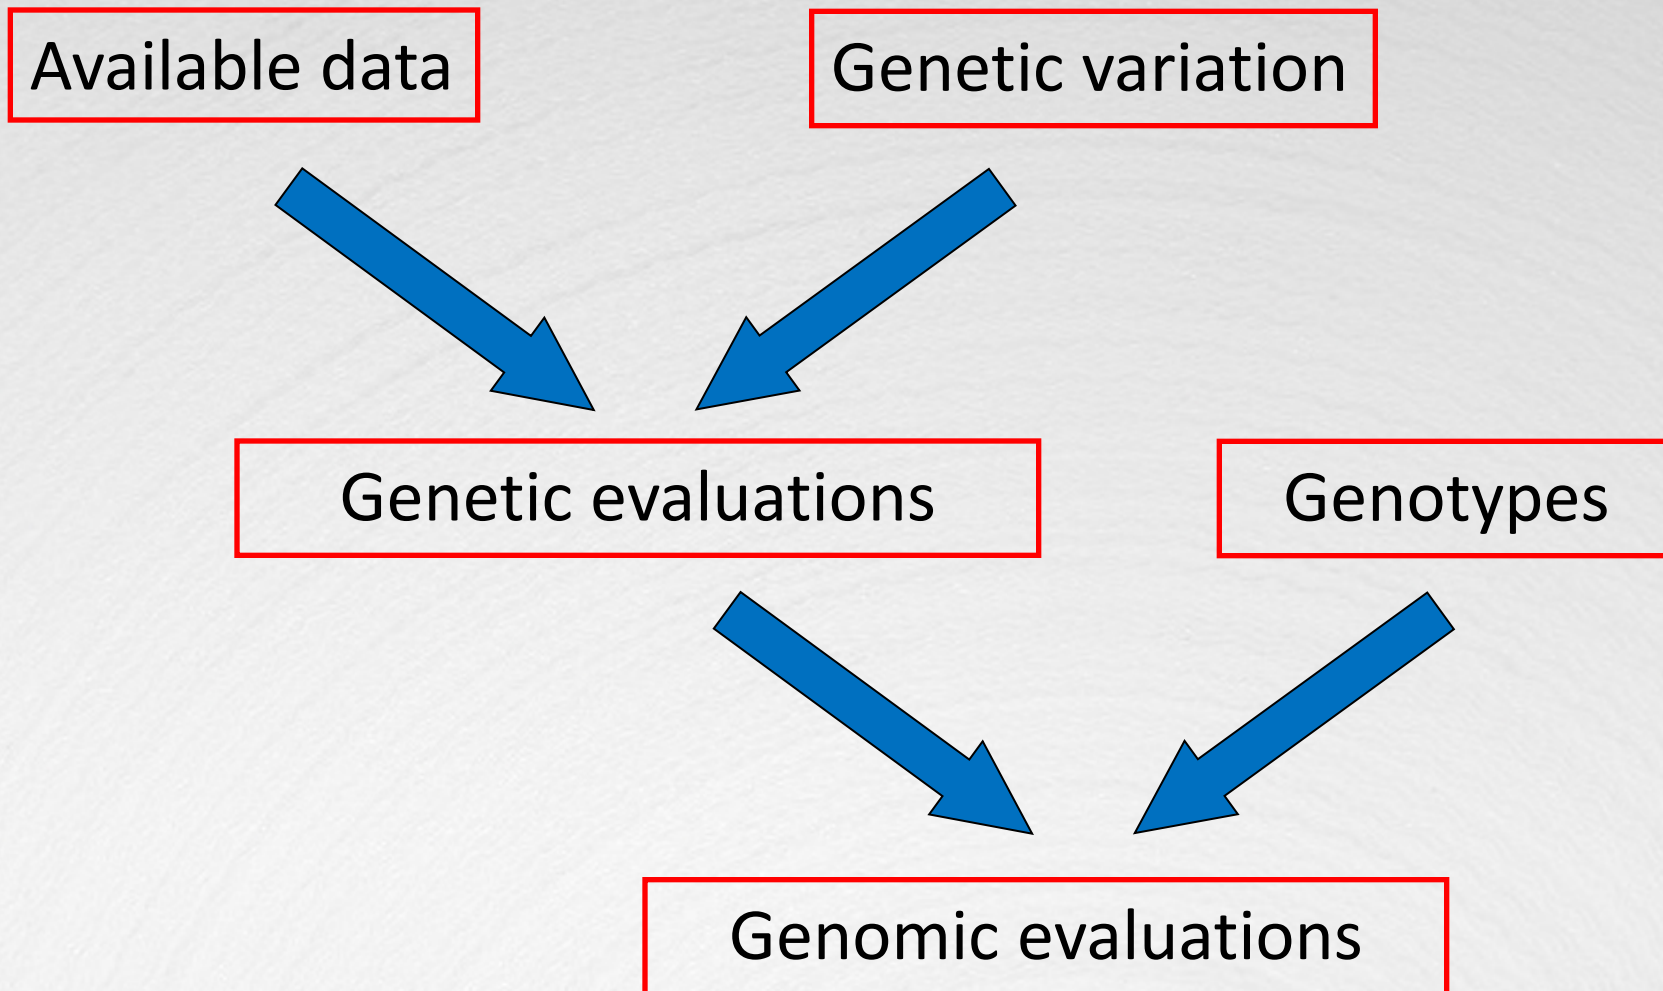 Available data
Genetic variation
Genetic evaluations
Genotypes
Genomic evaluations